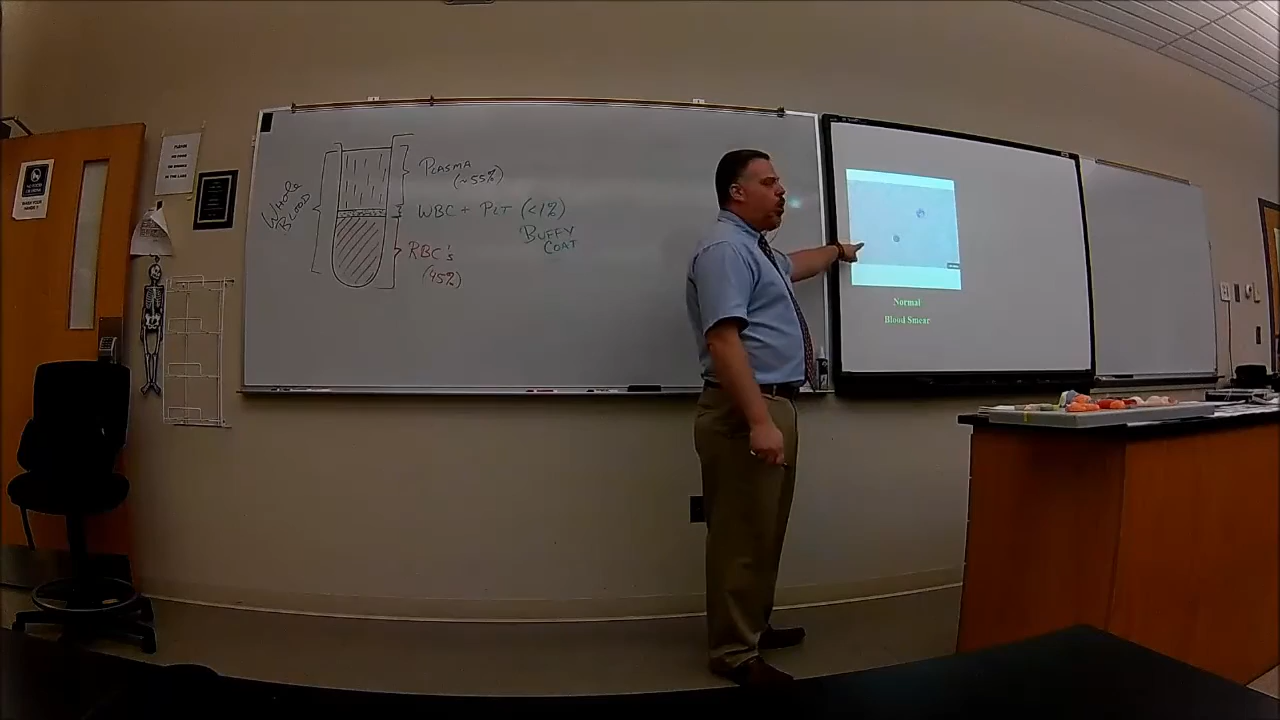 Whole
Blood
Plasma
(~55%)
WBC + PLT (<1%)
Buffy
Coat
RBC's
(45%)
Normal
Blood Smear